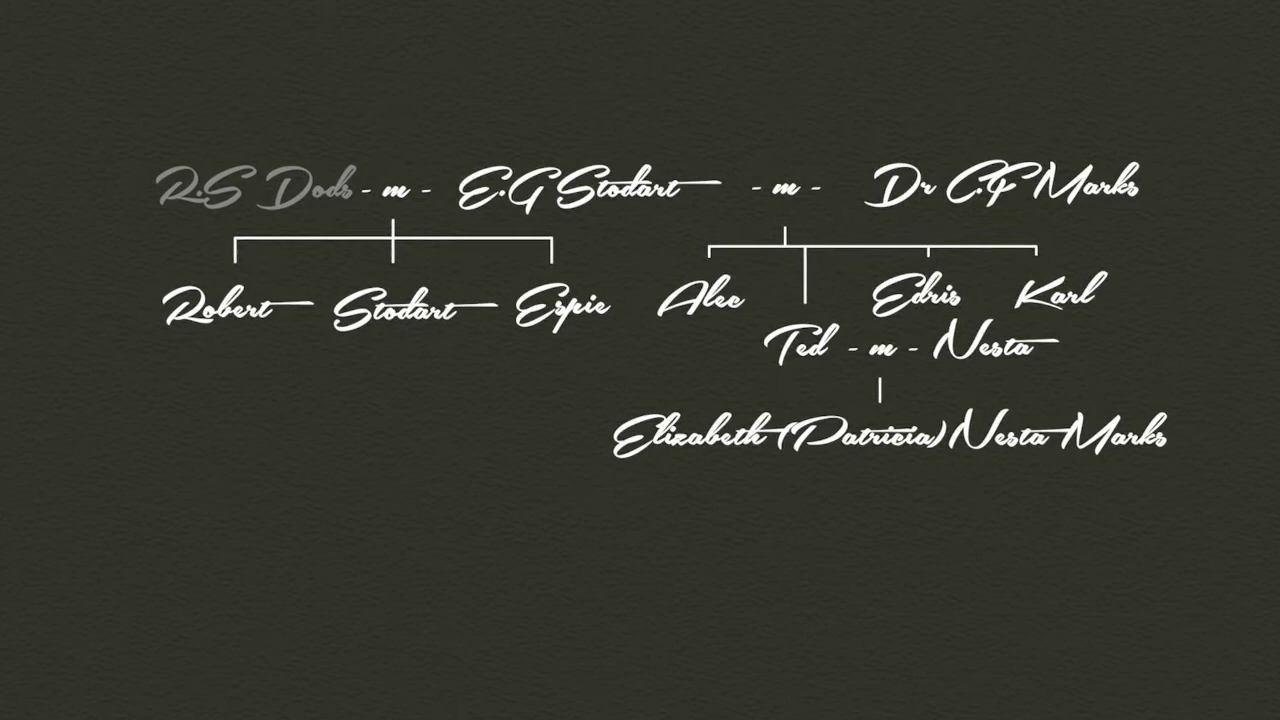 R.S Dods - m - E.G Stodart - m - Dr C.F Marks
Robert Stodart Espie Alec Edris Karl
Ted - m - Nesta
Elizabeth (Patricia) Nesta Marks